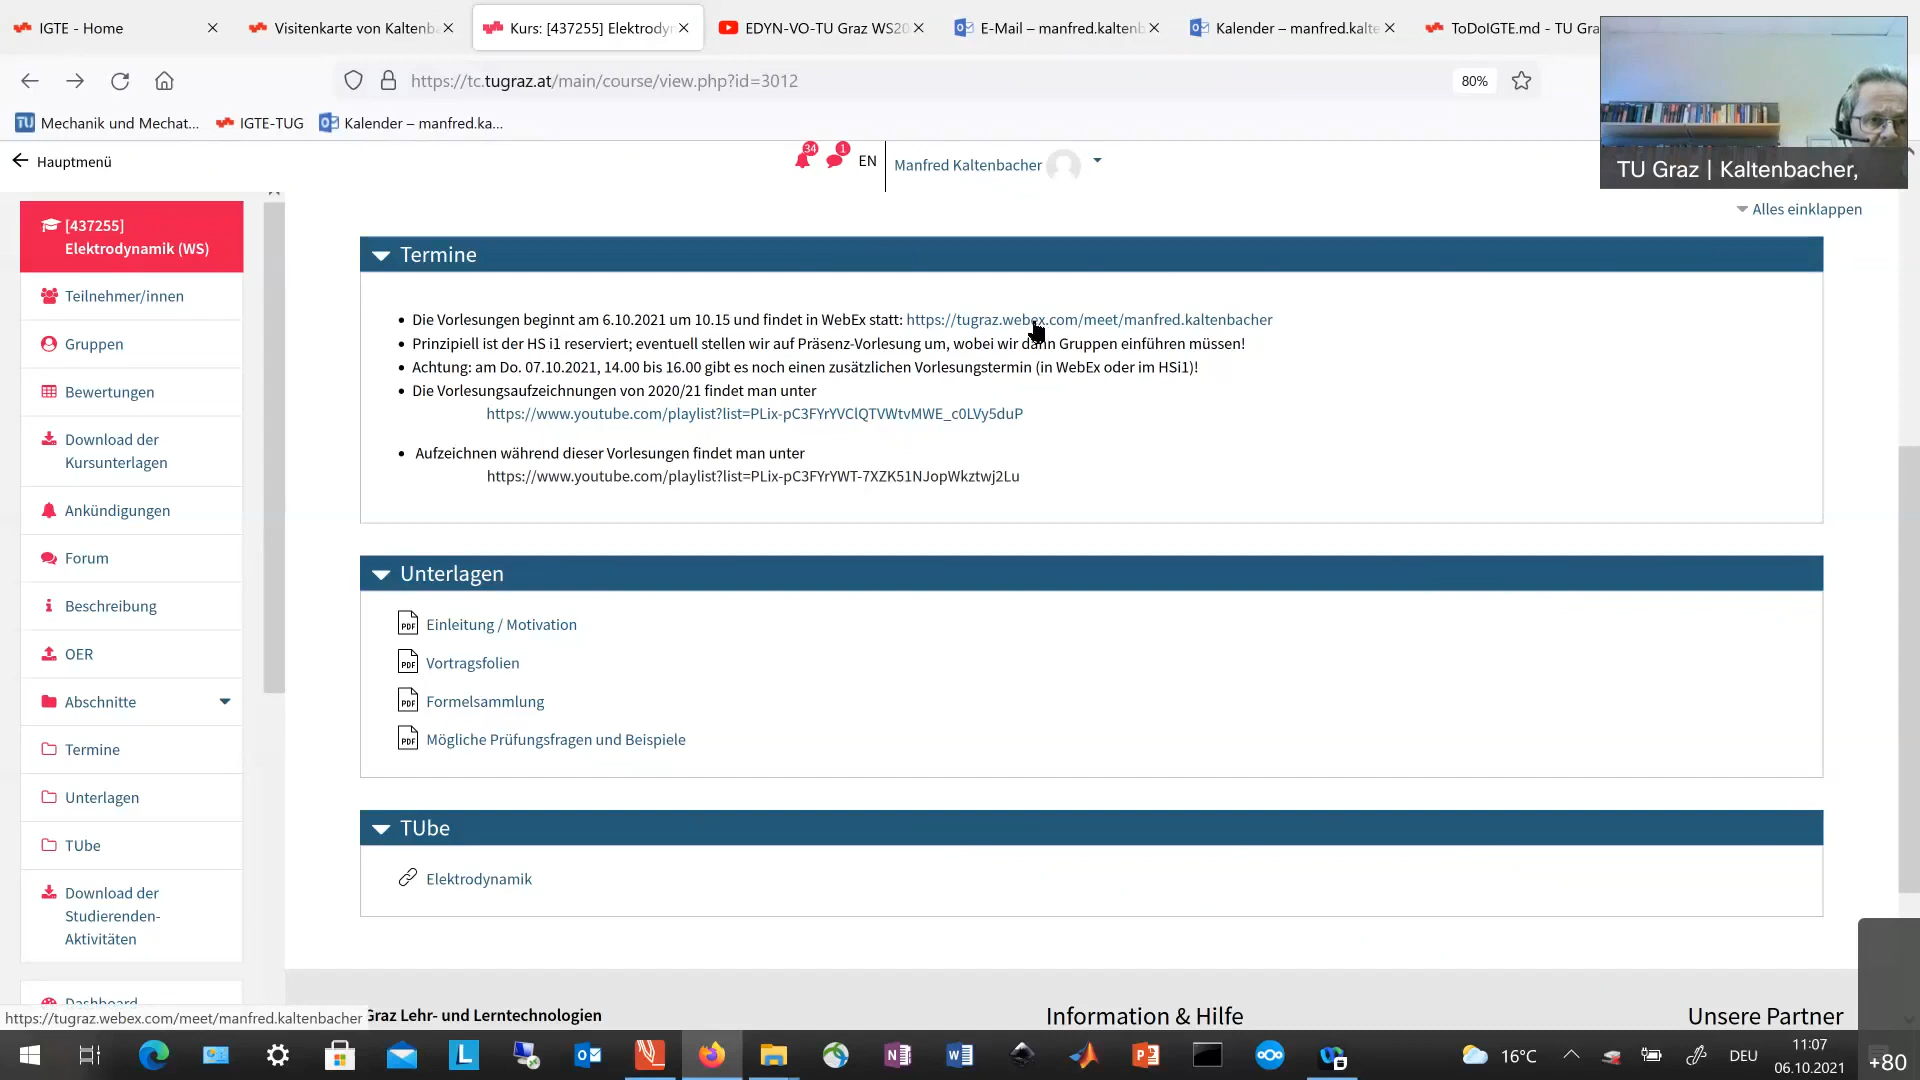 IGTE - Home
Visitenkarte von Kaltenb
Kurs: [437255] Elektrodyn
EDYN-VO-TU Graz WS20
E-Mail – manfred.kaltenb
Kalender – manfred.kalte
ToDoIGTE.md - TU Gra
https://tc.tugraz.at/main/course/view.php?id=3012
80%
Mechanik und Mechat...
IGTE-TUG
Kalender – manfred.ka...
TU Graz | Kaltenbacher,
Hauptmenü
34
1
EN
Manfred Kaltenbacher
Alles einklappen
[437255]
Elektrodynamik (WS)
Teilnehmer/innen
Gruppen
Bewertungen
Download der
Kursunterlagen
Ankündigungen
Forum
Beschreibung
OER
Abschnitte
Termine
Unterlagen
TUbe
Download der
Studierenden-
Aktivitäten
Dashboard
Termine
Die Vorlesungen beginnt am 6.10.2021 um 10.15 und findet in WebEx statt: https://tugraz.webex.com/meet/manfred.kaltenbacher
Prinzipiell ist der HS i1 reserviert; eventuell stellen wir auf Präsenz-Vorlesung um, wobei wir dann Gruppen einführen müssen!
Achtung: am Do. 07.10.2021, 14.00 bis 16.00 gibt es noch einen zusätzlichen Vorlesungstermin (in WebEx oder im HSi1)!
Die Vorlesungsaufzeichnungen von 2020/21 findet man unter
https://www.youtube.com/playlist?list=PLix-pC3FYrYVClQTVWtvMWE_c0LVy5duP
Aufzeichnen während dieser Vorlesungen findet man unter
https://www.youtube.com/playlist?list=PLix-pC3FYrYWT-7XZK51NJopWkztwj2Lu
Unterlagen
PDF Einleitung / Motivation
PDF Vortragsfolien
PDF Formelsammlung
PDF Mögliche Prüfungsfragen und Beispiele
TUbe
Elektrodynamik
https://tugraz.webex.com/meet/manfred.kaltenbacher
Graz Lehr- und Lerntechnologien
Information & Hilfe
Unsere Partner
16°C
DEU
11:07
06.10.2021
+80